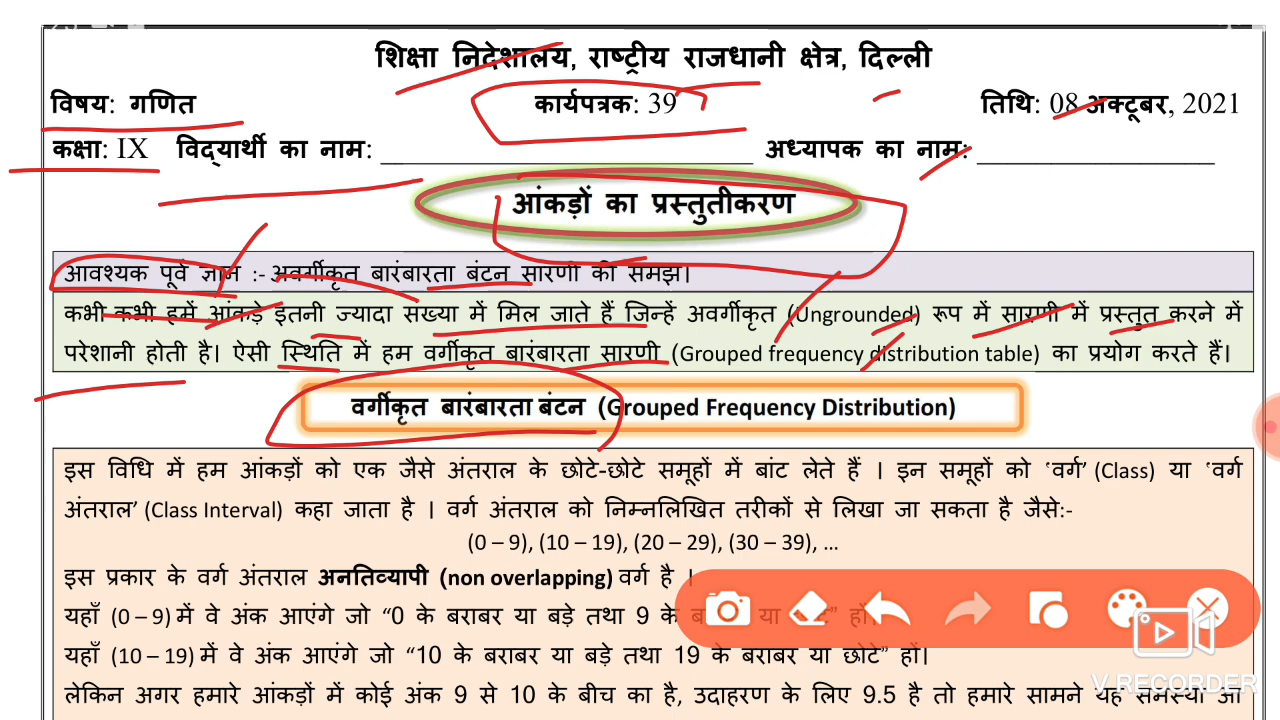 शिक्षा निदेशालय, राष्ट्रीय राजधानी क्षेत्र, दिल्ली
विषय: गणित कार्यपत्रक: 39 तिथि: 08 अक्टूबर, 2021
कक्षा: IX विद्यार्थी का नाम: ____________ अध्यापक का नाम: ____________
आंकड़ों का प्रस्तुतीकरण
आवश्यक पूर्व ज्ञान :- अवर्गीकृत बारंबारता बंटन सारणी की समझ।
कभी कभी हमें आंकड़े इतनी ज्यादा संख्या में मिल जाते हैं जिन्हें अवर्गीकृत (Ungrounded) रूप में सारणी में प्रस्तुत करने में
परेशानी होती है। ऐसी स्थिति में हम वर्गीकृत बारंबारता सारणी (Grouped frequency distribution table) का प्रयोग करते हैं।
वर्गीकृत बारंबारता बंटन (Grouped Frequency Distribution)
इस विधि में हम आंकड़ों को एक जैसे अंतराल के छोटे-छोटे समूहों में बांट लेते हैं । इन समूहों को 'वर्ग' (Class) या 'वर्ग
अंतराल' (Class Interval) कहा जाता है । वर्ग अंतराल को निम्नलिखित तरीकों से लिखा जा सकता है जैसे:-
(0 – 9), (10 – 19), (20 – 29), (30 – 39), ...
इस प्रकार के वर्ग अंतराल अनतिव्यापी (non overlapping) वर्ग है ।
यहाँ (0 – 9) में वे अंक आएंगे जो "0 के बराबर या बड़े तथा 9 के या हों।
यहाँ (10 – 19) में वे अंक आएंगे जो "10 के बराबर या बड़े तथा 19 के बराबर या छोटे" हों।
लेकिन अगर हमारे आंकड़ों में कोई अंक 9 से 10 के बीच का है, उदाहरण के लिए 9.5 है तो हमारे सामने यह समस्या आ
V RECORDER